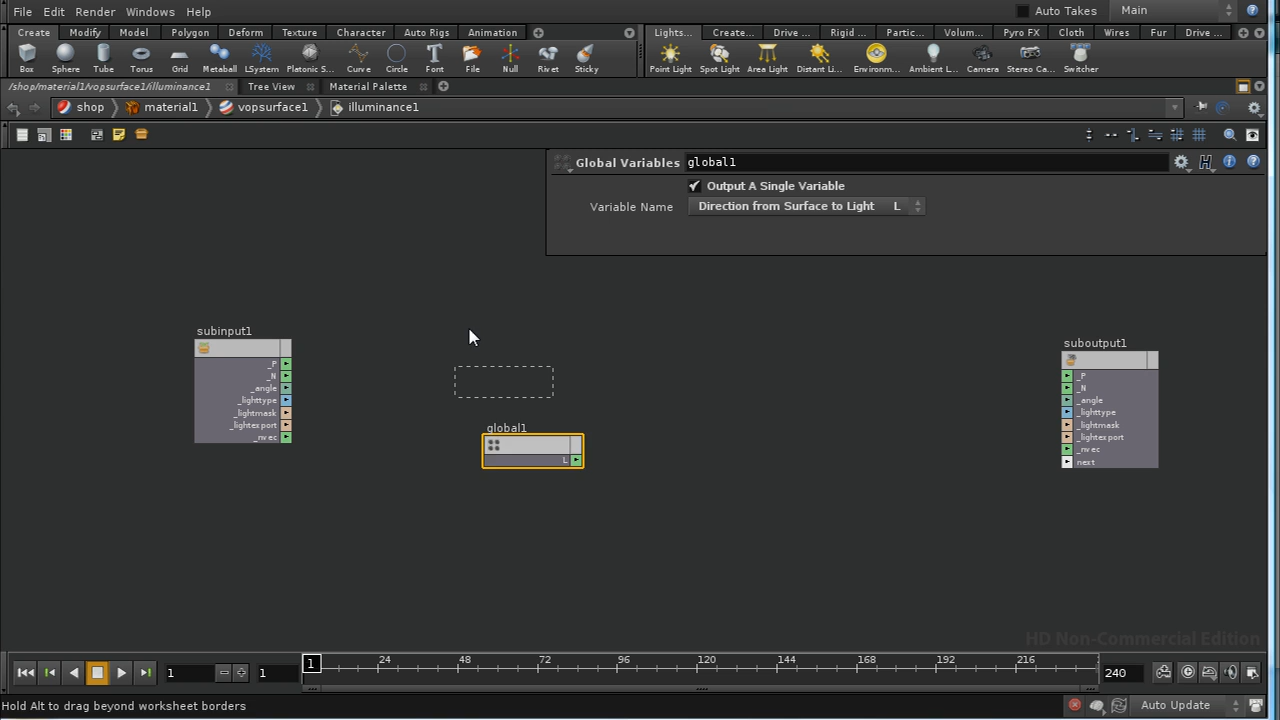 File Edit Render Windows Help Auto Takes Main
Create Modify Model Polygon Deform Texture Character Auto Rigs Animation
Lights... Create... Drive ... Rigid ... Partic... Volum... Pyro FX Cloth Wires Fur Drive ...
Box Sphere Tube Torus Grid Metaball LSystem Platonic S... Curve Circle Font File Null Rivet Sticky
Point Light Spot Light Area Light Distant Li... Environm... Ambient L... Camera Stereo Ca... Switcher
/shop/material1/vopsurface1/illuminance1 Tree View Material Palette
shop material1 vopsurface1 illuminance1
Global Variables global1
Output A Single Variable
Variable Name Direction from Surface to Light L
subinput1
_P
_N
_angle
_lighttype
_lightmask
_lightexport
_nvec
global1
L
suboutput1
_P
_N
_angle
_lighttype
_lightmask
_lightexport
_nvec
next
HD Non-Commercial Edition
1 1 1 24 48 72 96 120 144 168 192 216 240
Hold Alt to drag beyond worksheet borders
Auto Update